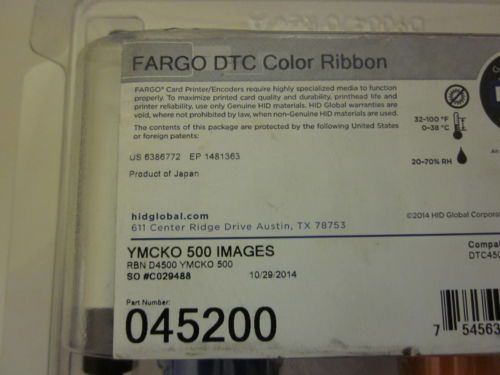 FARGO DTC Color Ribbon
FARGO® Card Printer/Encoders require highly specialized media to function
properly. To maximize printed card quality and durability, printhead life and
printer reliability, use only Genuine HID materials. HID Global warranties are
void, where not prohibited by law, when non-Genuine HID materials are used.
The contents of this package are protected by the following United States
or foreign patents:
US 6386772 EP 1481363
Product of Japan
32-100 °F
0-38 °C
20-70% RH
hidglobal.com
611 Center Ridge Drive Austin, TX 78753
©2014 HID Global Corpora
YMCKO 500 IMAGES
RBN D4500 YMCKO 500
SO #C029488 10/29/2014
Compat
DTC450
Part Number:
045200
7 54563